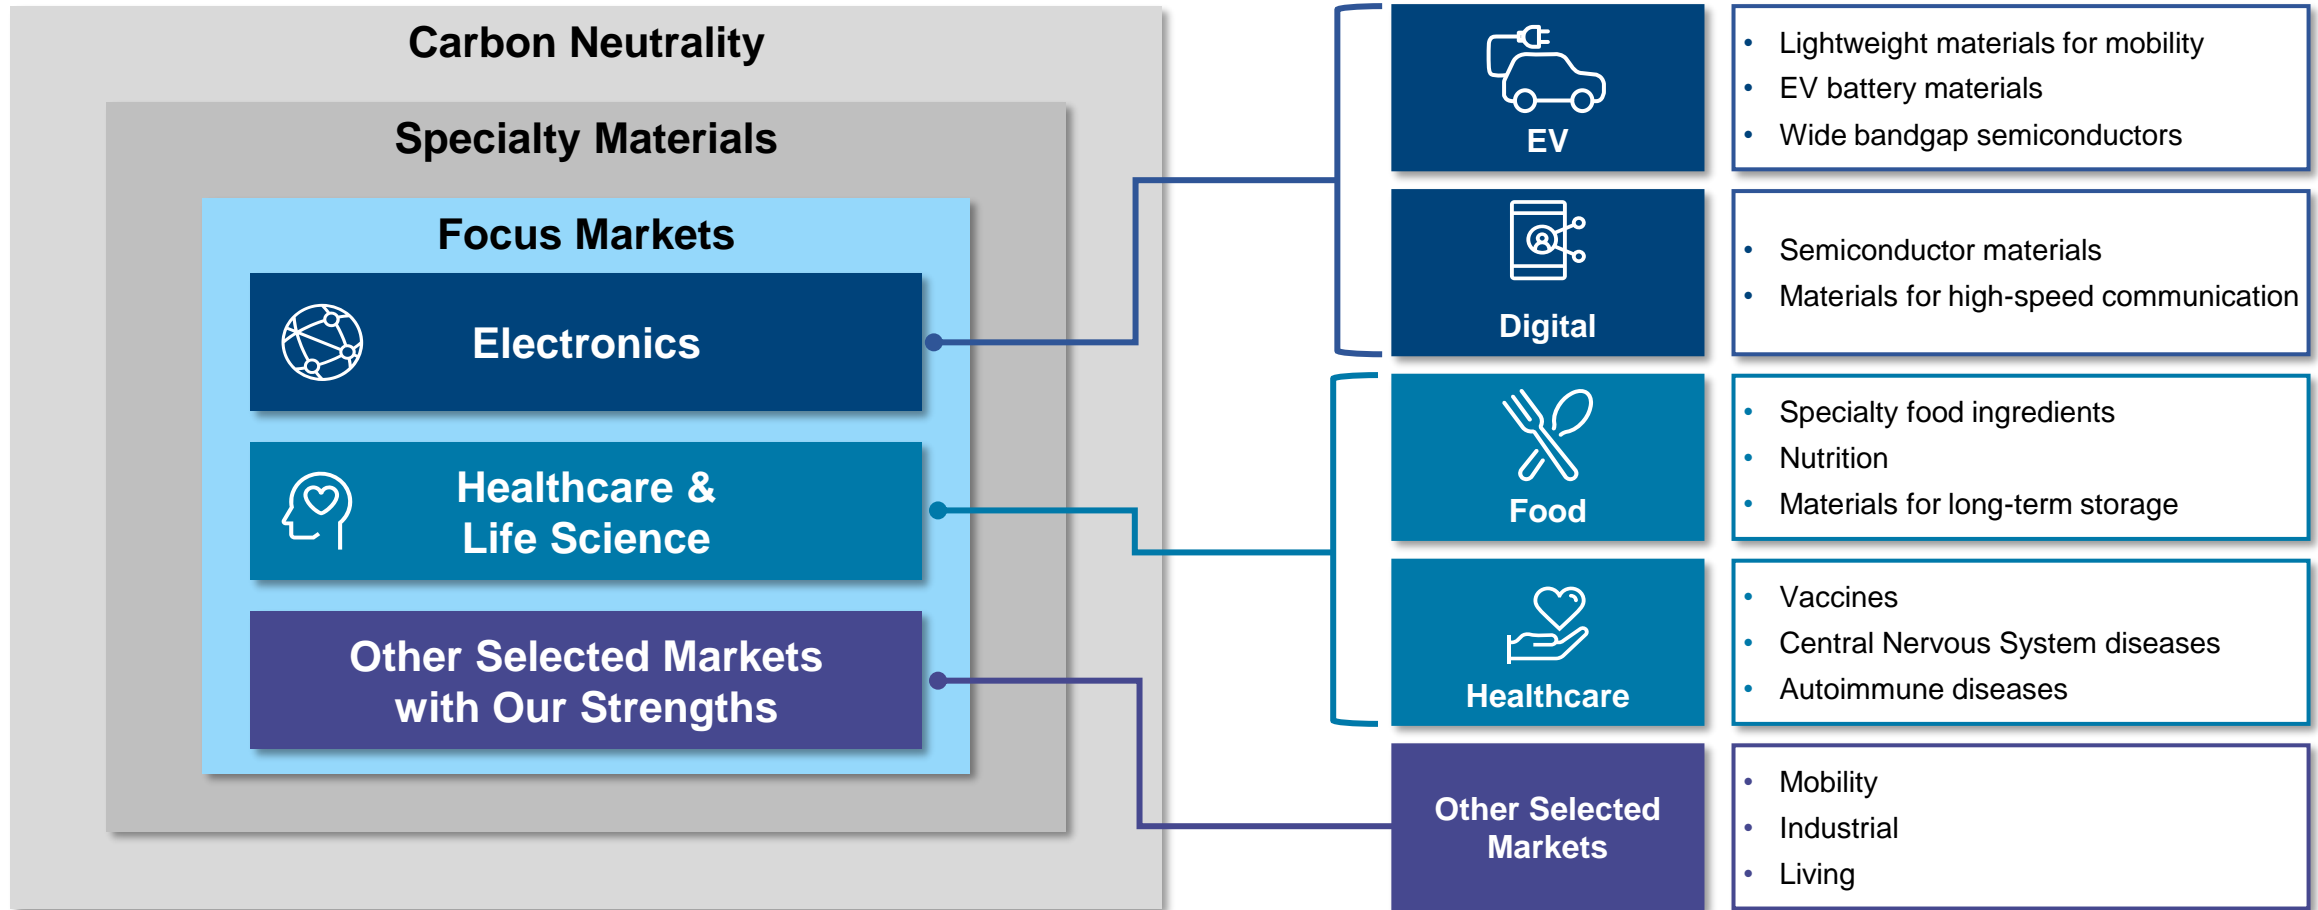 Carbon Neutrality
Specialty Materials
Focus Markets
Electronics
Healthcare &
Life Science
Other Selected Markets
with Our Strengths
EV
• Lightweight materials for mobility
• EV battery materials
• Wide bandgap semiconductors
Digital
• Semiconductor materials
• Materials for high-speed communication
Food
• Specialty food ingredients
• Nutrition
• Materials for long-term storage
Healthcare
• Vaccines
• Central Nervous System diseases
• Autoimmune diseases
Other Selected
Markets
• Mobility
• Industrial
• Living